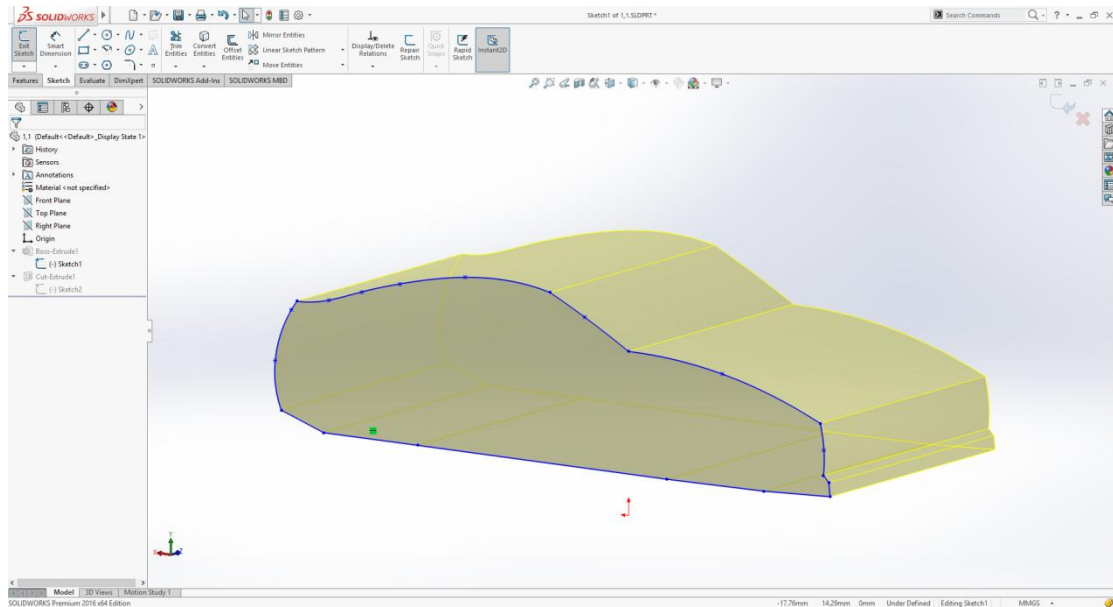 SOLIDWORKS
Sketch1 of 1,1.SLDPRT *
Search Commands
Exit Sketch
Smart Dimension
Trim Entities
Convert Entities
Offset Entities
Mirror Entities
Linear Sketch Pattern
Move Entities
Display/Delete Relations
Repair Sketch
Quick Snaps
Rapid Sketch
Instant2D
Features Sketch Evaluate DimXpert SOLIDWORKS Add-Ins SOLIDWORKS MBD
1,1 (Default<<Default>_Display State 1>
History
Sensors
Annotations
Material <not specified>
Front Plane
Top Plane
Right Plane
Origin
Boss-Extrude1
(-) Sketch1
Cut-Extrude1
(-) Sketch2
Y
X
Z
Model 3D Views Motion Study 1
SOLIDWORKS Premium 2016 x64 Edition
-17.76mm 14.29mm 0mm Under Defined Editing Sketch1 MMGS